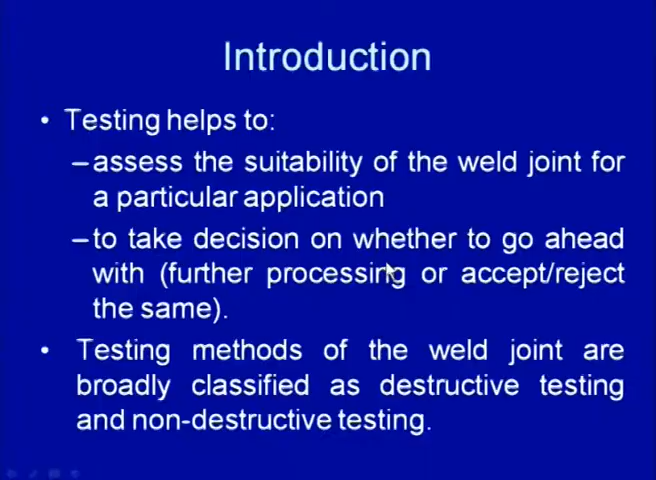 Introduction
• Testing helps to:
–assess the suitability of the weld joint for
a particular application
–to take decision on whether to go ahead
with (further processing or accept/reject
the same).
• Testing methods of the weld joint are
broadly classified as destructive testing
and non-destructive testing.